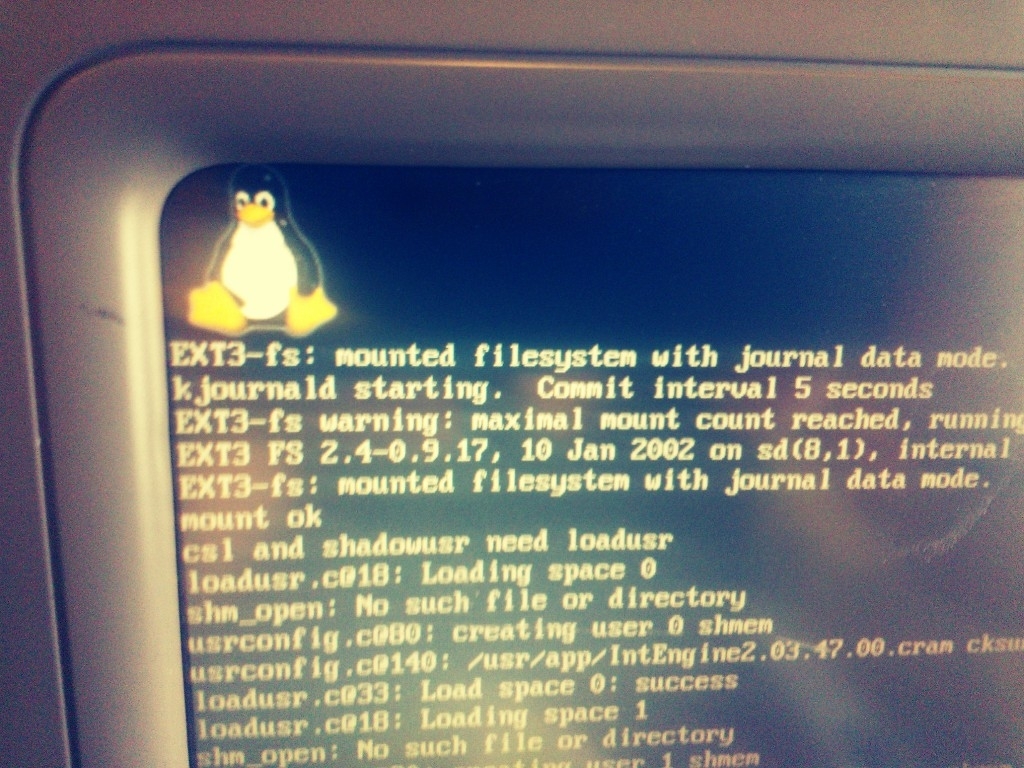 EXT3-fs: mounted filesystem with journal data mode.
kjournald starting.  Commit interval 5 seconds
EXT3-fs warning: maximal mount count reached, running
EXT3 FS 2.4-0.9.17, 10 Jan 2002 on sd(8,1), internal
EXT3-fs: mounted filesystem with journal data mode.
mount ok
csl and shadowusr need loadusr
loadusr.c@18: Loading space 0
shm_open: No such file or directory
usrconfig.c@80: creating user 0 shmem
usrconfig.c@140: /usr/app/IntEngine2.03.47.00.cram cksu
loadusr.c@33: Load space 0: success
loadusr.c@18: Loading space 1
shm_open: No such file or directory
creating user 1 shmem